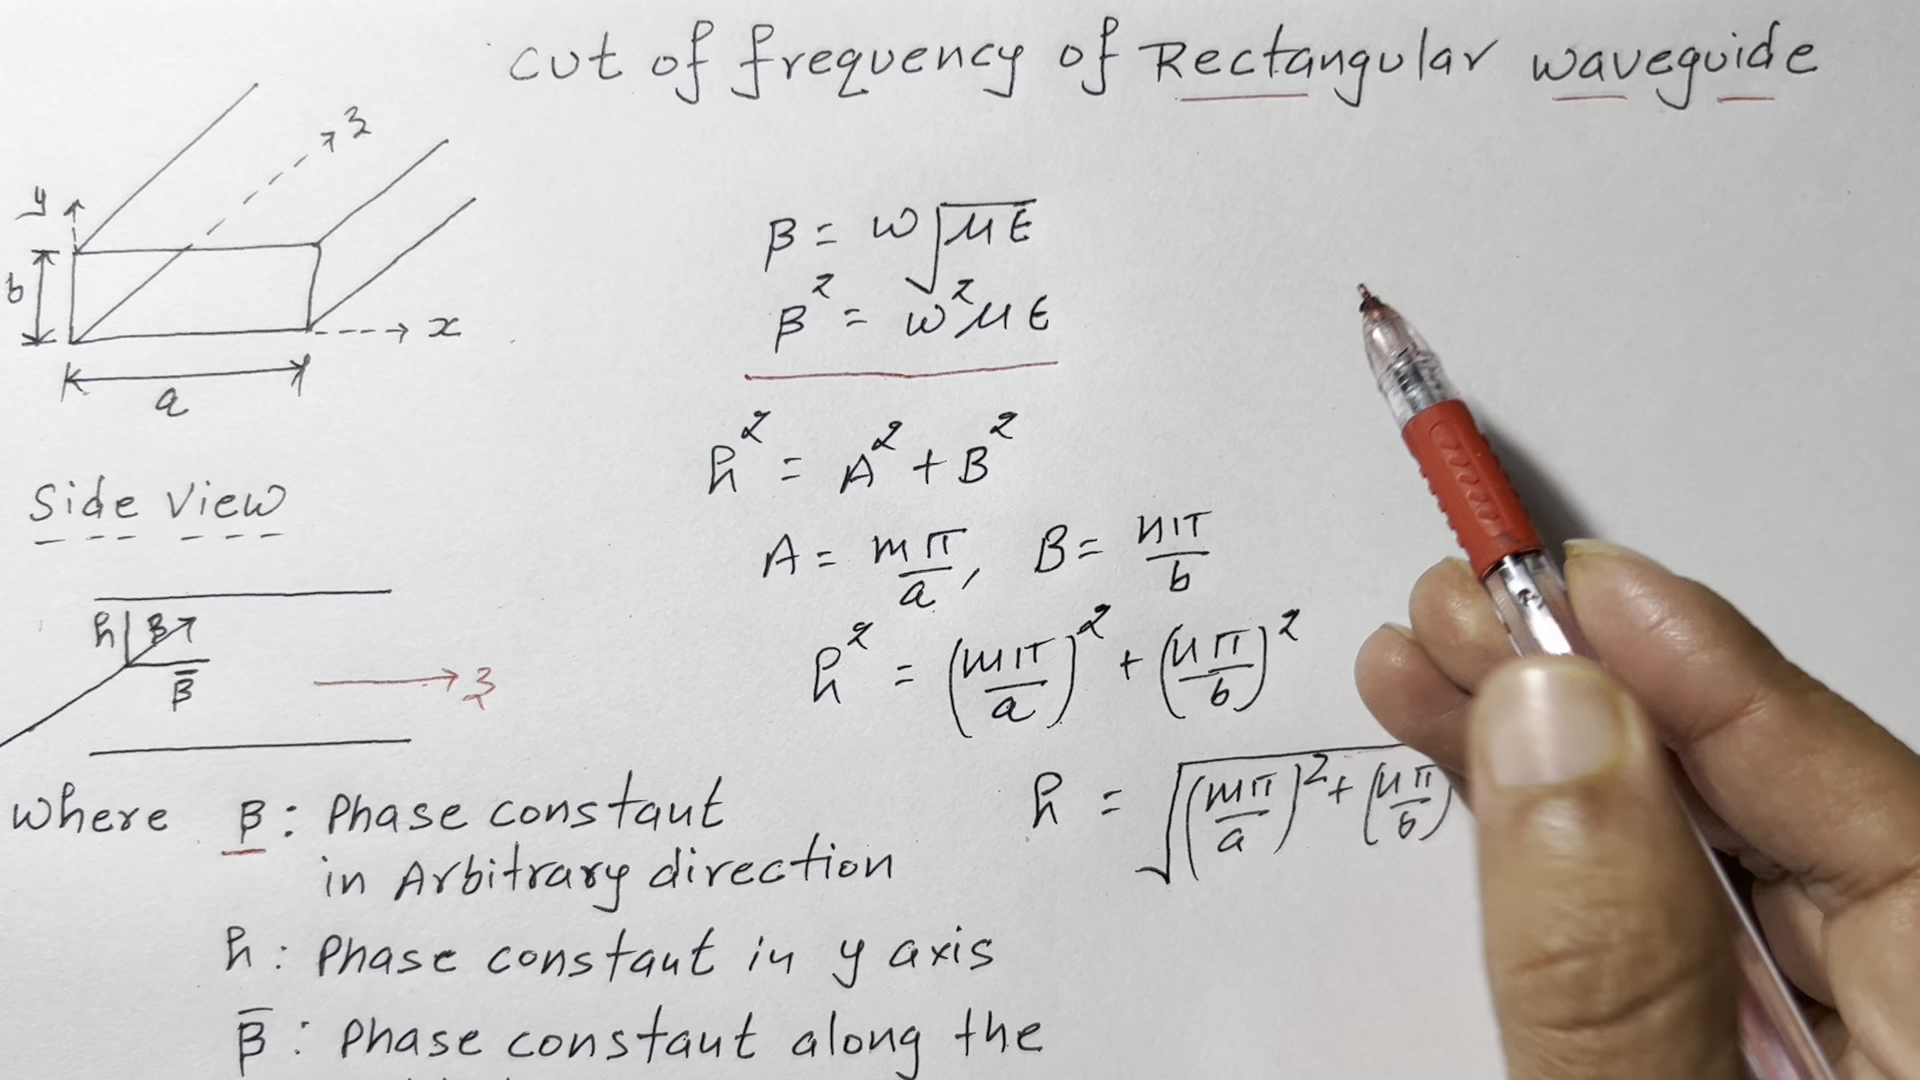 cut of frequency of Rectangular waveguide
z
y
b
x
a
β = ω√με
β² = ω²με
h² = A² + B²
Side View
A = mπ/a, B = nπ/b
h β
β̄
z
h² = (mπ/a)² + (nπ/b)²
h = √(mπ/a)² + (nπ/b)
where β : Phase constant
in Arbitrary direction
h : Phase constant in y axis
β̄ : Phase constant along the